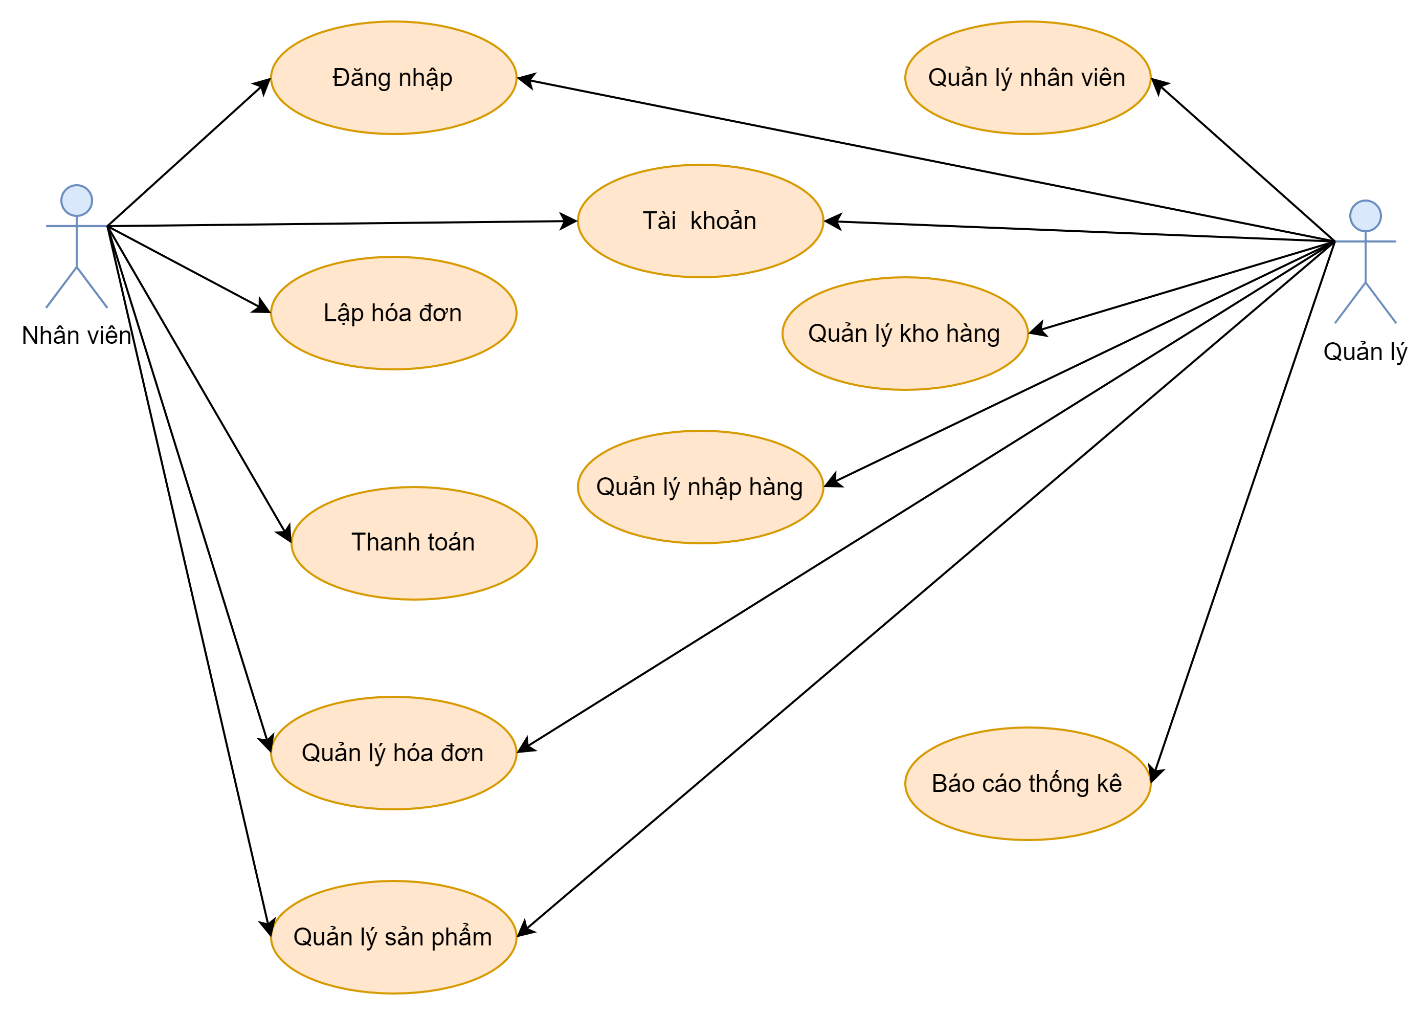 Đăng nhập
Quản lý nhân viên
Tài khoản
Lập hóa đơn
Nhân viên
Quản lý kho hàng
Quản lý
Quản lý nhập hàng
Thanh toán
Quản lý hóa đơn
Báo cáo thống kê
Quản lý sản phẩm